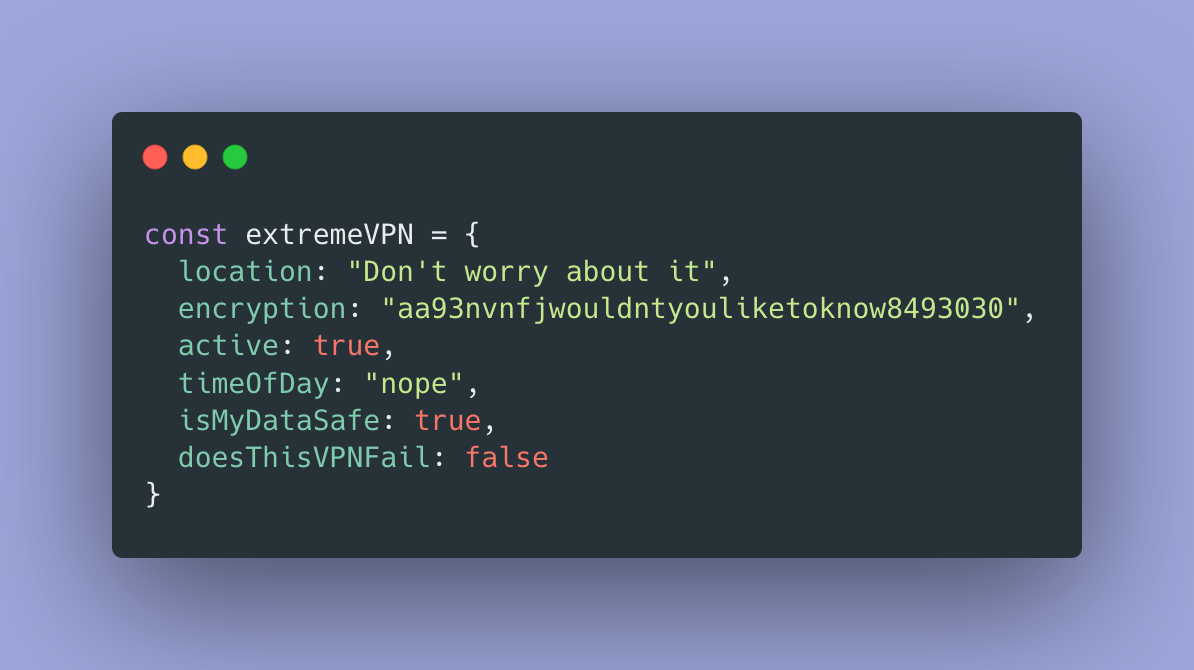 const extremeVPN = {
  location: "Don't worry about it",
  encryption: "aa93nvnfjwouldntyouliketoknow8493030",
  active: true,
  timeOfDay: "nope",
  isMyDataSafe: true,
  doesThisVPNFail: false
}